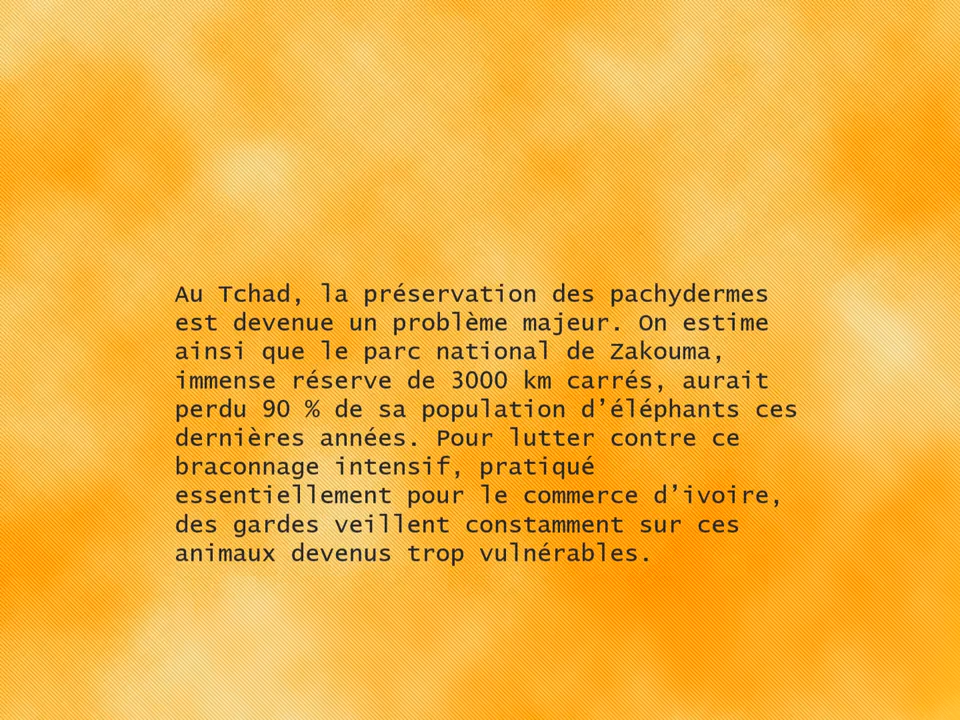 Au Tchad, la préservation des pachydermes
est devenue un problème majeur. On estime
ainsi que le parc national de Zakouma,
immense réserve de 3000 km carrés, aurait
perdu 90 % de sa population d’éléphants ces
dernières années. Pour lutter contre ce
braconnage intensif, pratiqué
essentiellement pour le commerce d’ivoire,
des gardes veillent constamment sur ces
animaux devenus trop vulnérables.